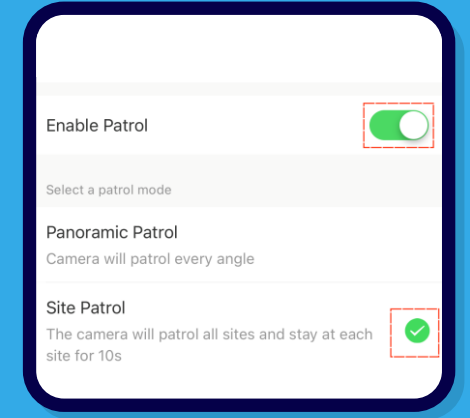 Enable Patrol
Select a patrol mode
Panoramic Patrol
Camera will patrol every angle
Site Patrol
The camera will patrol all sites and stay at each
site for 10s